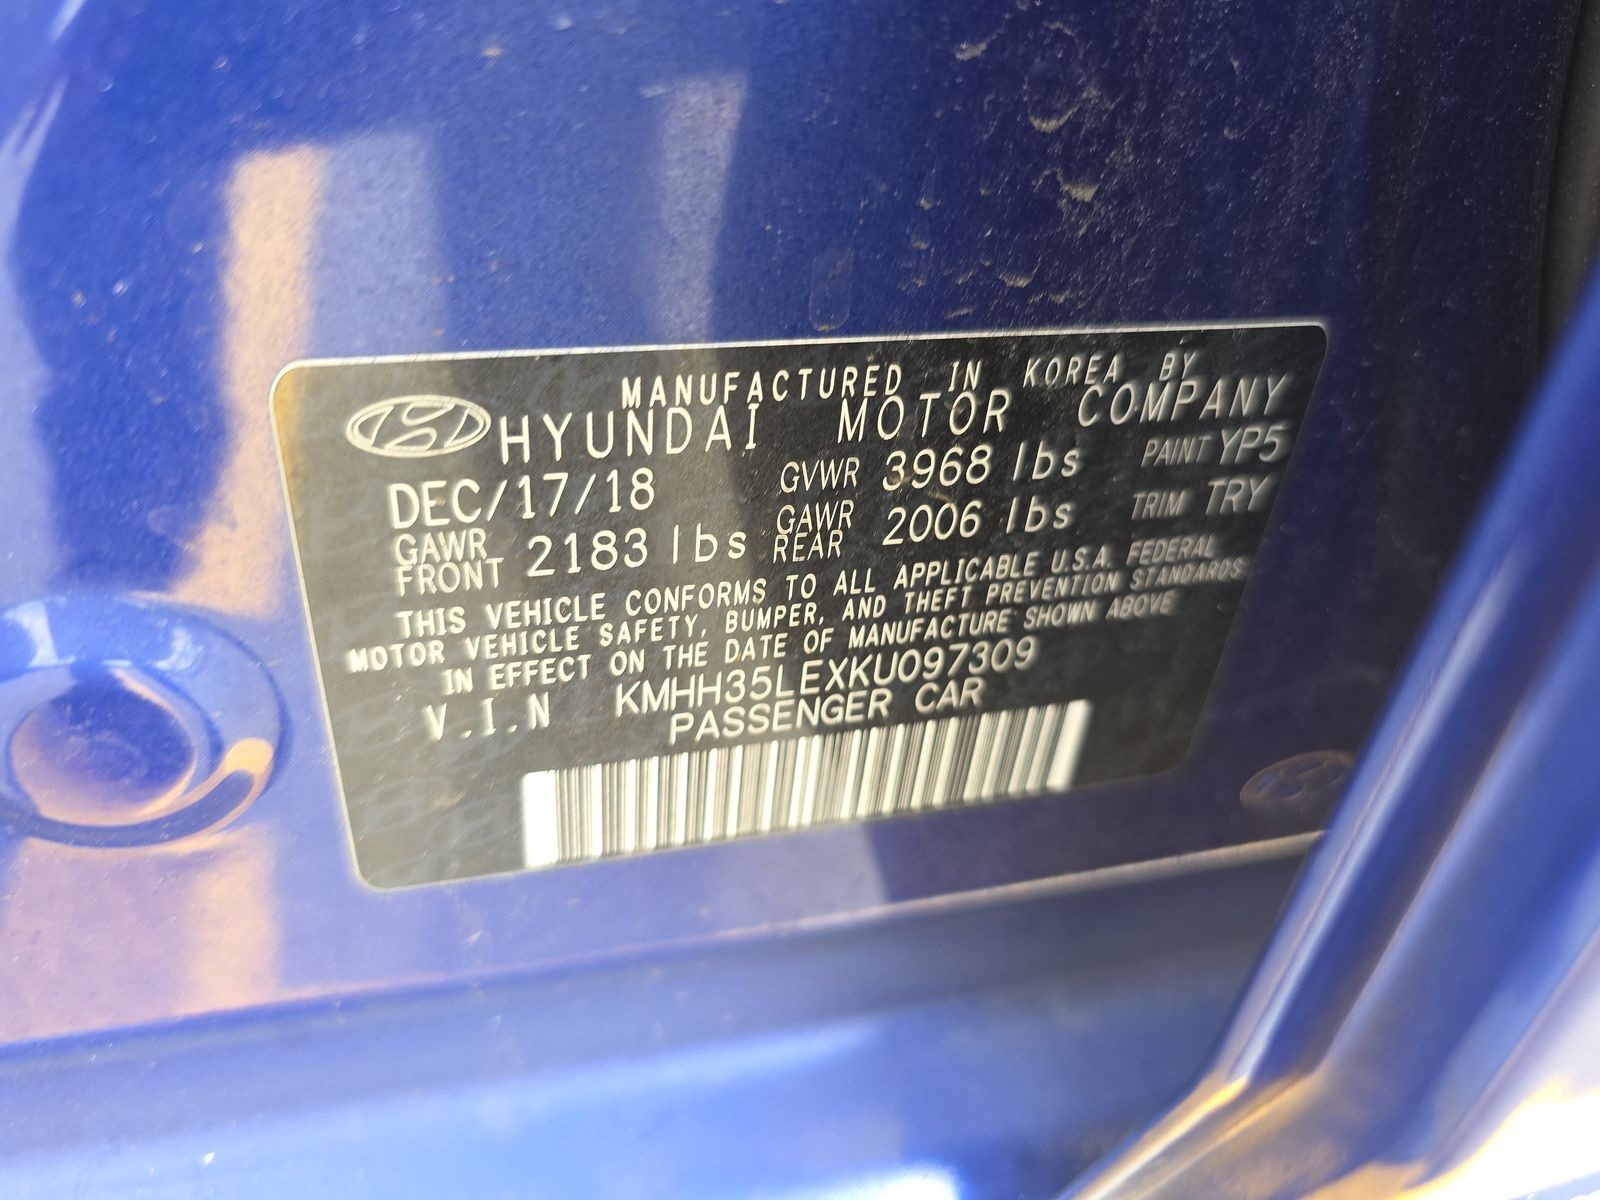 MANUFACTURED IN KOREA BY
HYUNDAI MOTOR COMPANY
DEC/17/18 GVWR 3968 lbs PAINT YP5
GAWR FRONT 2183 lbs GAWR REAR 2006 lbs TRIM TRY
THIS VEHICLE CONFORMS TO ALL APPLICABLE U.S.A. FEDERAL
MOTOR VEHICLE SAFETY, BUMPER, AND THEFT PREVENTION STANDARDS
IN EFFECT ON THE DATE OF MANUFACTURE SHOWN ABOVE
V.I.N KMHH35LEXKU097309
PASSENGER CAR